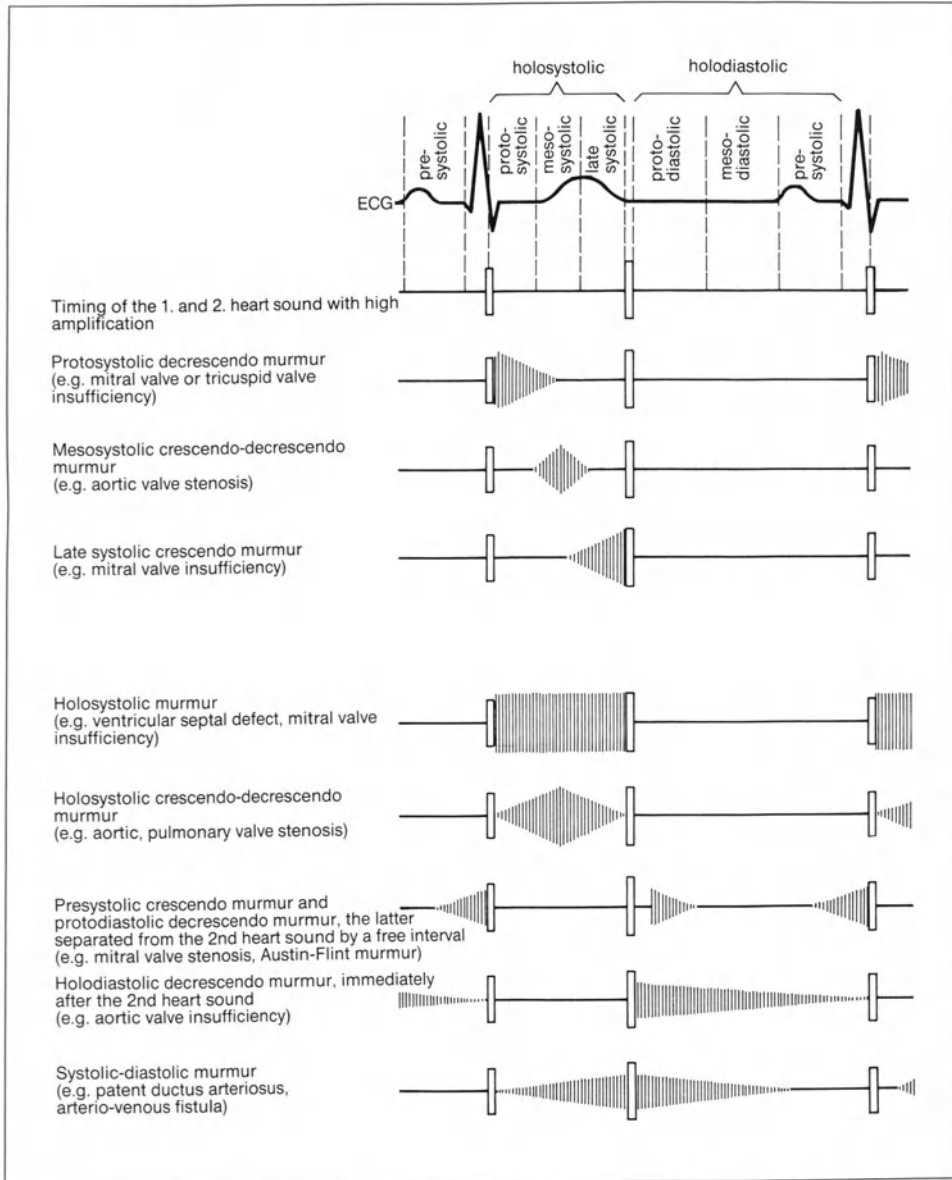 holosystolic
holodiastolic
pre-
systolic
proto-
systolic
meso-
systolic
late
systolic
proto-
diastolic
meso-
diastolic
pre-
systolic
ECG
Timing of the 1. and 2. heart sound with high
amplification
Protosystolic decrescendo murmur
(e.g. mitral valve or tricuspid valve
insufficiency)
Mesosystolic crescendo-decrescendo
murmur
(e.g. aortic valve stenosis)
Late systolic crescendo murmur
(e.g. mitral valve insufficiency)
Holosystolic murmur
(e.g. ventricular septal defect, mitral valve
insufficiency)
Holosystolic crescendo-decrescendo
murmur
(e.g. aortic, pulmonary valve stenosis)
Presystolic crescendo murmur and
protodiastolic decrescendo murmur, the latter
separated from the 2nd heart sound by a free interval
(e.g. mitral valve stenosis, Austin-Flint murmur)
Holodiastolic decrescendo murmur, immediately
after the 2nd heart sound
(e.g. aortic valve insufficiency)
Systolic-diastolic murmur
(e.g. patent ductus arteriosus,
arterio-venous fistula)